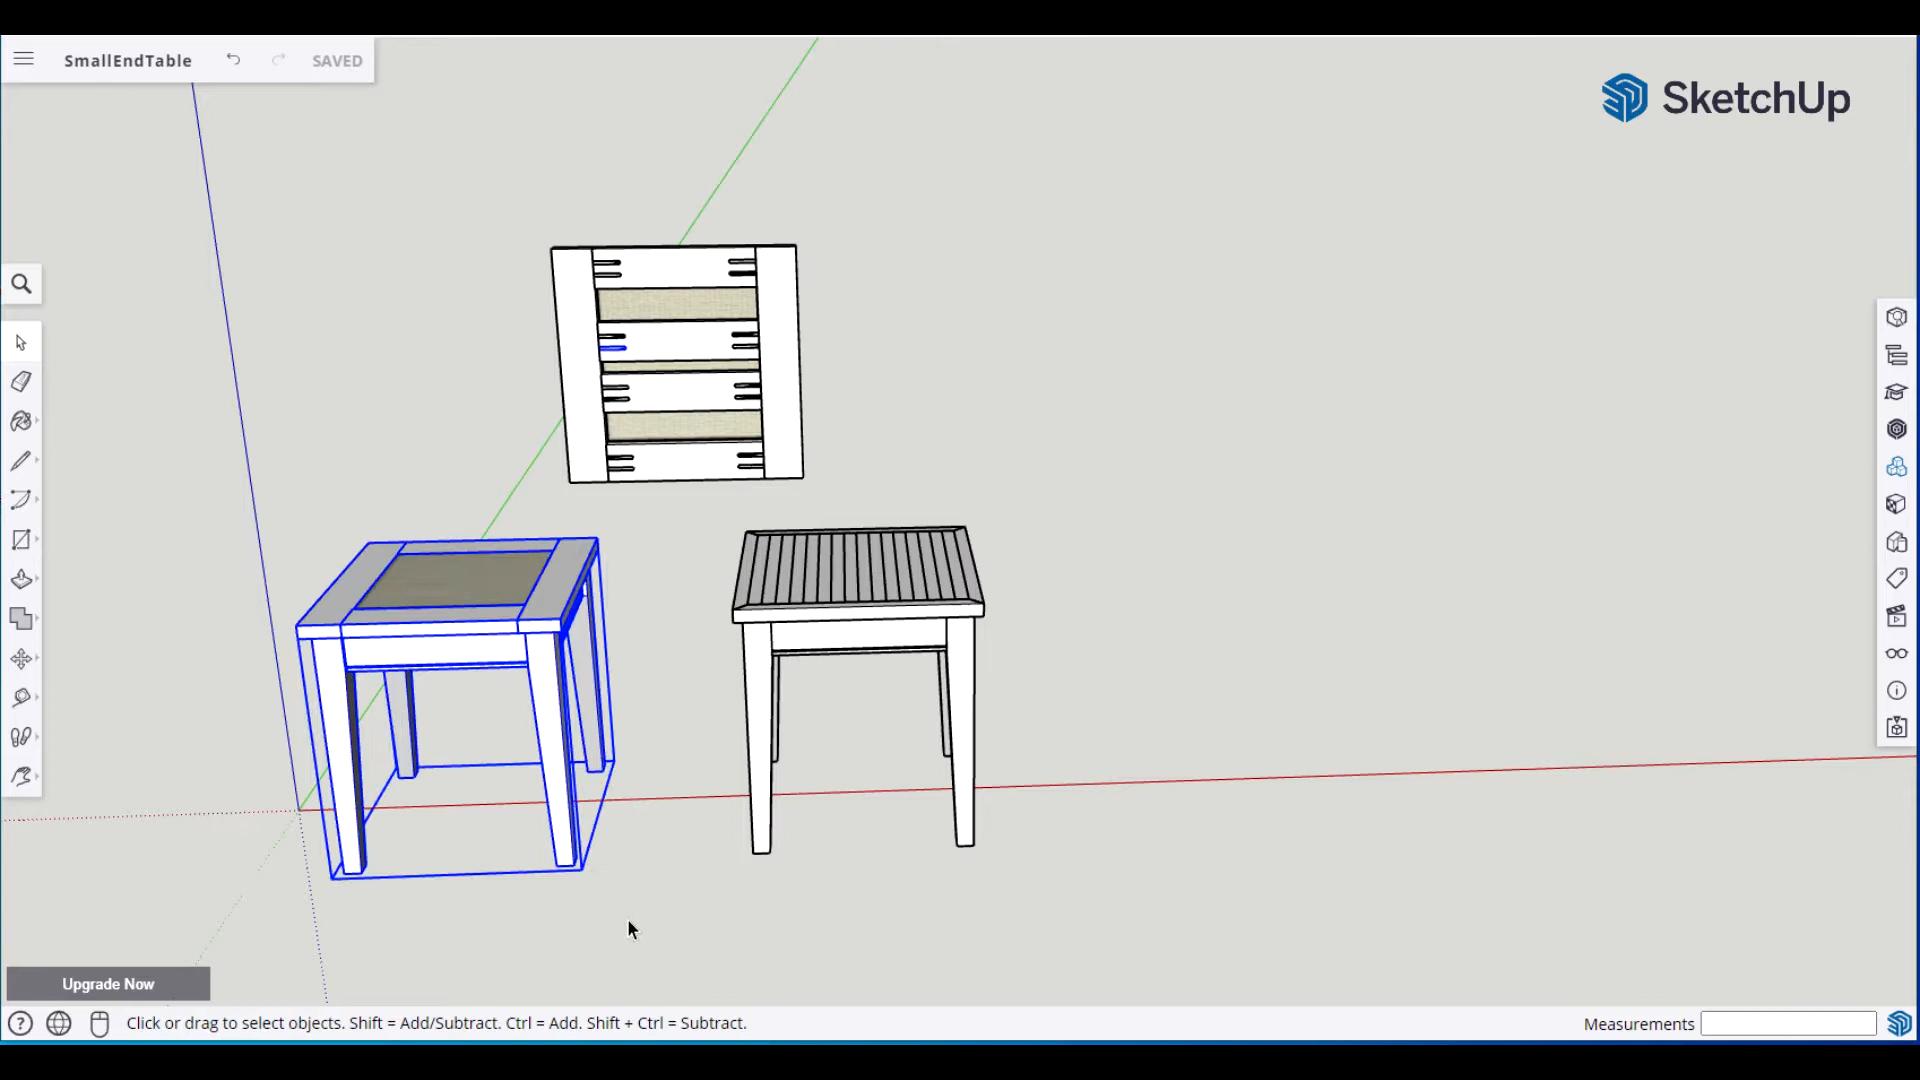 SmallEndTable
SAVED
SketchUp
Upgrade Now
Click or drag to select objects. Shift = Add/Subtract. Ctrl = Add. Shift + Ctrl = Subtract.
Measurements